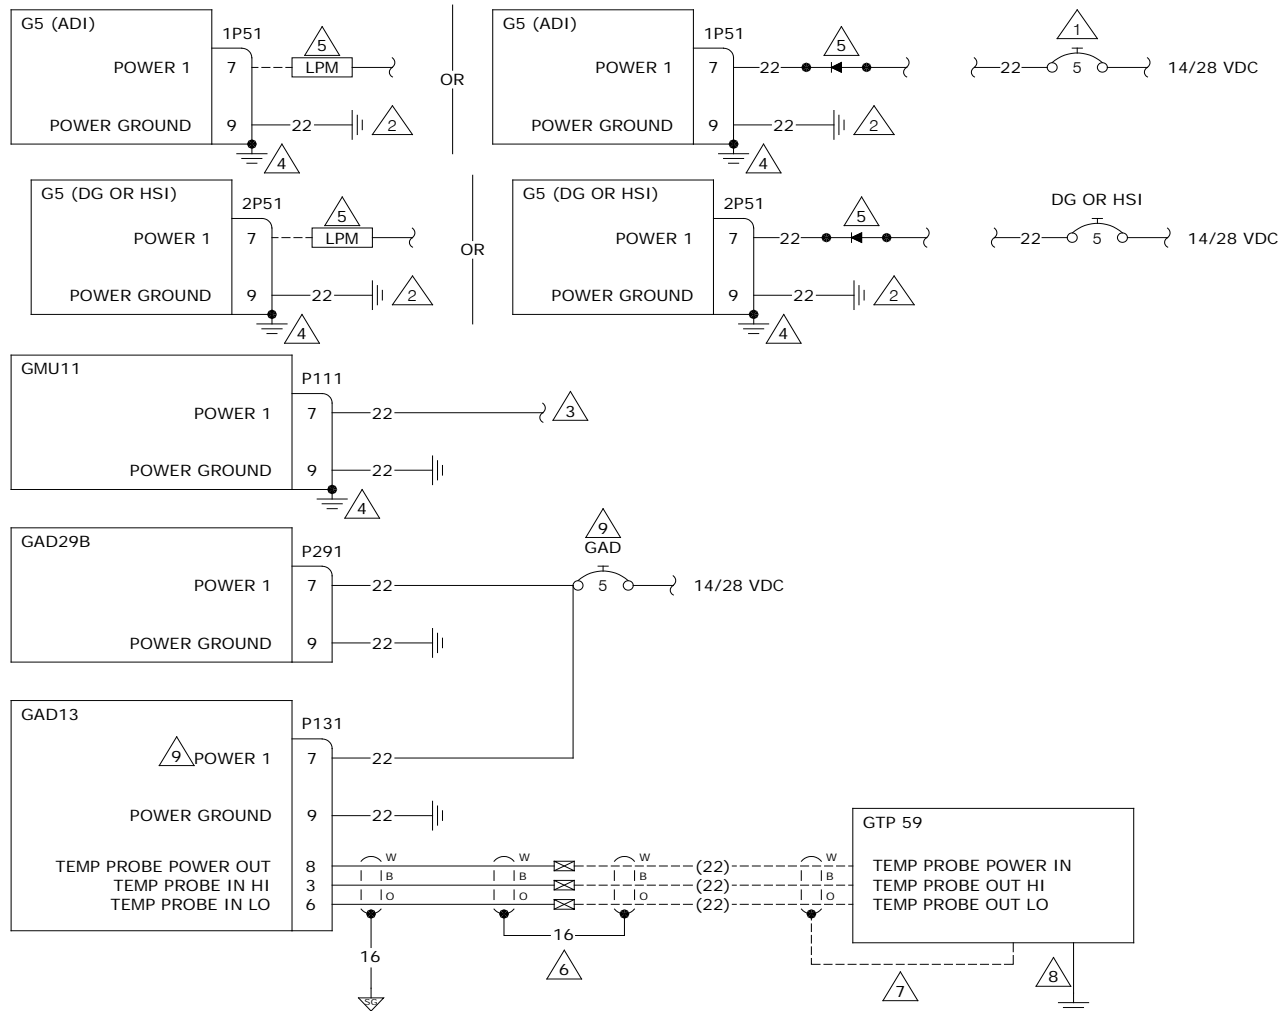 G5 (ADI)
1P51
5
POWER 1
7
LPM
POWER GROUND
9
22
2
4
OR
G5 (ADI)
1P51
5
POWER 1
7
22
POWER GROUND
9
22
2
4
1
22
5
14/28 VDC
G5 (DG OR HSI)
2P51
5
POWER 1
7
LPM
POWER GROUND
9
22
2
4
OR
G5 (DG OR HSI)
2P51
5
POWER 1
7
22
POWER GROUND
9
22
2
4
DG OR HSI
22
5
14/28 VDC
GMU11
P111
POWER 1
7
22
3
POWER GROUND
9
22
4
GAD29B
P291
9
GAD
POWER 1
7
22
5
14/28 VDC
POWER GROUND
9
22
GAD13
P131
9
POWER 1
7
22
POWER GROUND
9
22
GTP 59
TEMP PROBE POWER OUT
8
W
W
W
(22)
W
TEMP PROBE POWER IN
TEMP PROBE IN HI
3
B
B
B
(22)
B
TEMP PROBE OUT HI
TEMP PROBE IN LO
6
O
O
O
(22)
O
TEMP PROBE OUT LO
16
16
6
7
8
SG